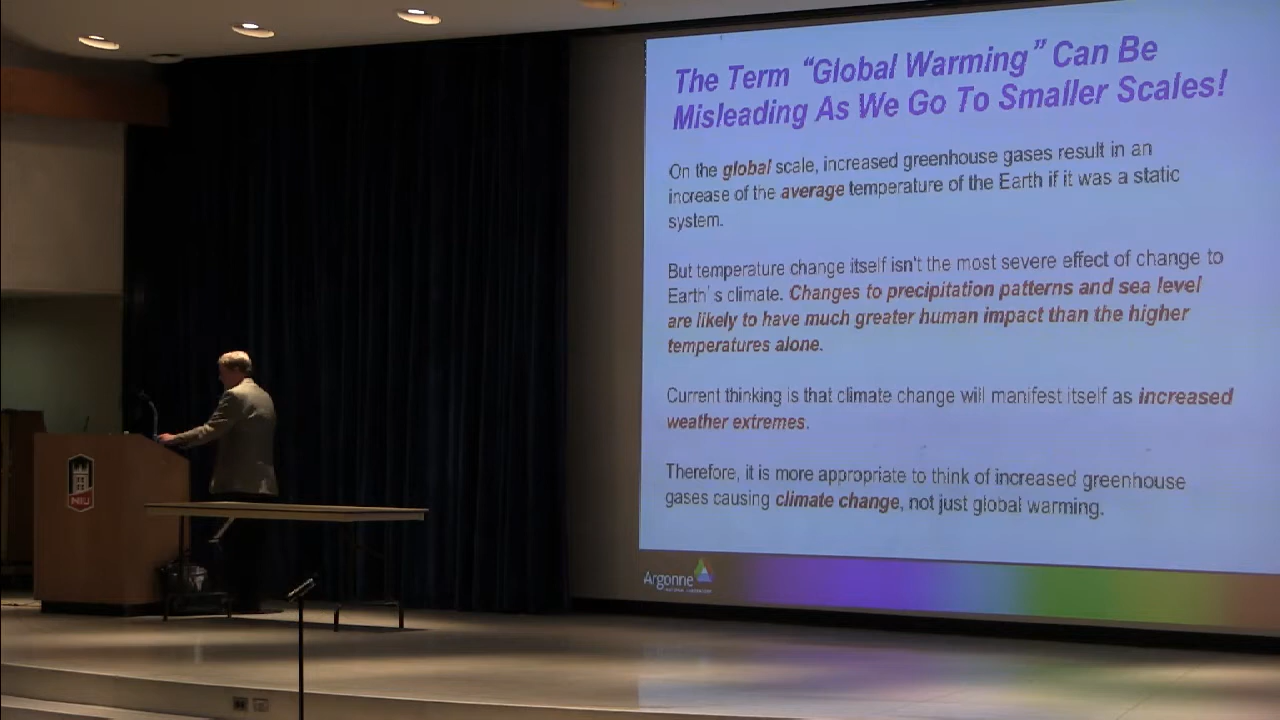 The Term “Global Warming” Can Be
Misleading As We Go To Smaller Scales!
On the global scale, increased greenhouse gases result in an
increase of the average temperature of the Earth if it was a static
system.
But temperature change itself isn't the most severe effect of change to
Earth's climate. Changes to precipitation patterns and sea level
are likely to have much greater human impact than the higher
temperatures alone.
Current thinking is that climate change will manifest itself as increased
weather extremes.
Therefore, it is more appropriate to think of increased greenhouse
gases causing climate change, not just global warming.
Argonne
NATIONAL LABORATORY
NIU